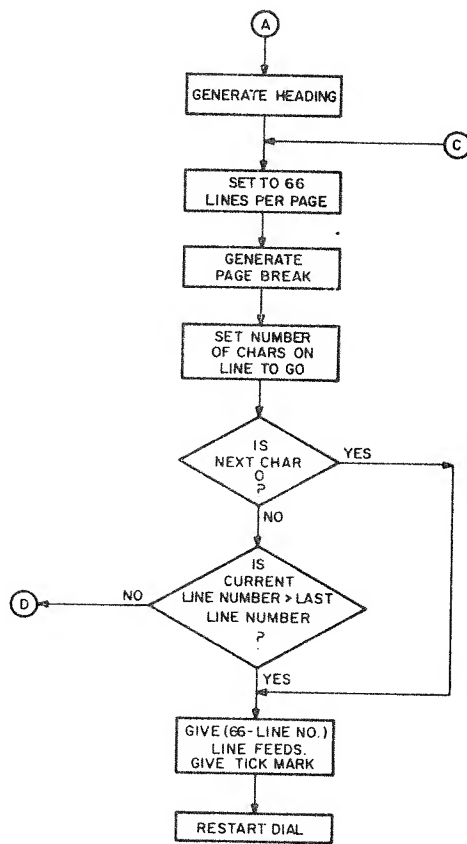 A
GENERATE HEADING
C
SET TO 66
LINES PER PAGE
GENERATE
PAGE BREAK
SET NUMBER
OF CHARS ON
LINE TO GO
IS
NEXT CHAR
0
?
YES
NO
IS
CURRENT
LINE NUMBER > LAST
LINE NUMBER
?
NO
D
YES
GIVE (66-LINE NO.)
LINE FEEDS.
GIVE TICK MARK
RESTART DIAL